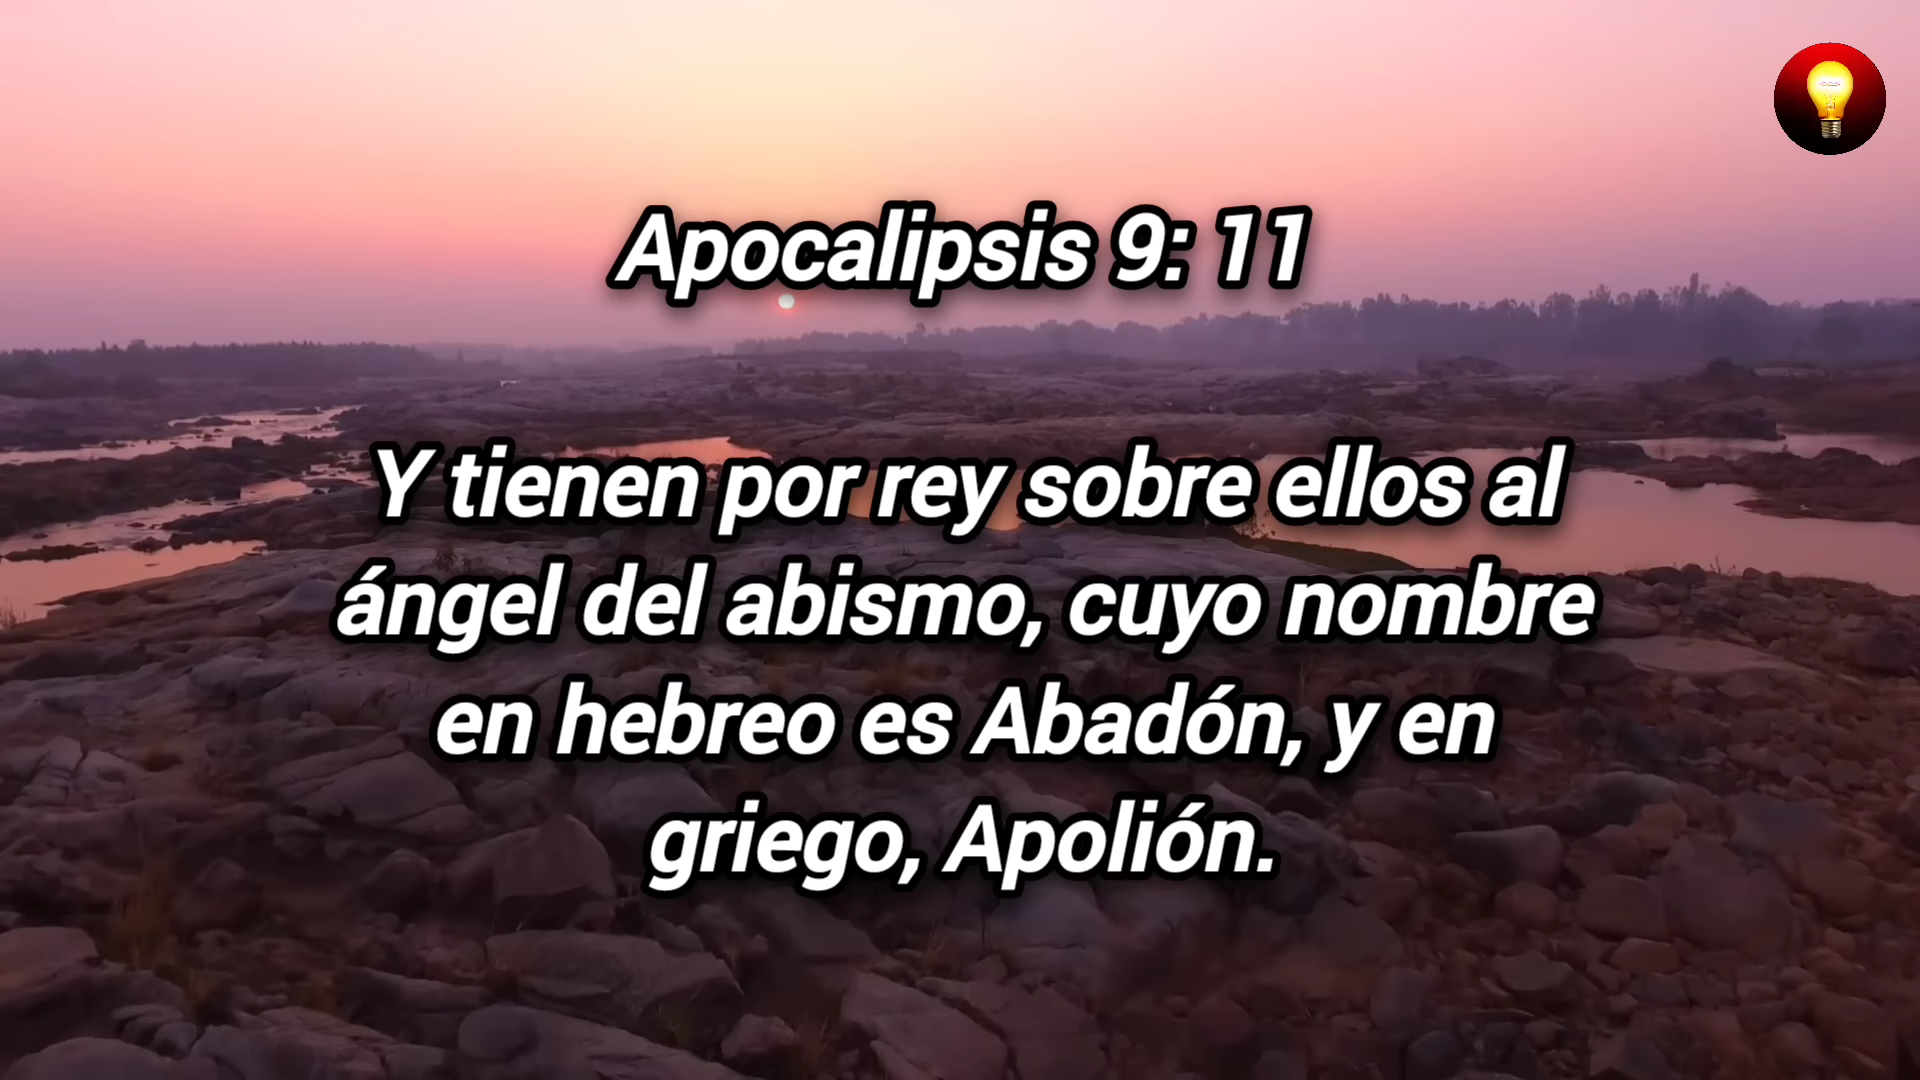 Apocalipsis 9: 11
Y tienen por rey sobre ellos al
ángel del abismo, cuyo nombre
en hebreo es Abadón, y en
griego, Apolión.